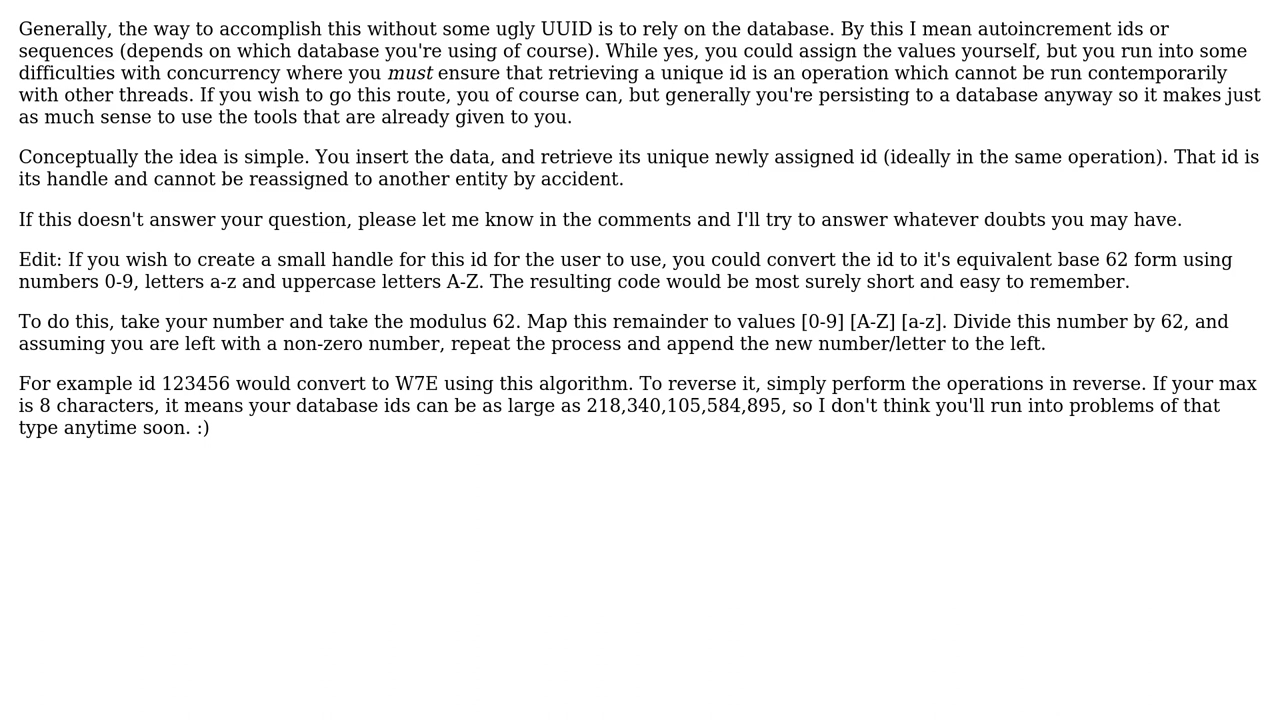 Generally, the way to accomplish this without some ugly UUID is to rely on the database. By this I mean autoincrement ids or
sequences (depends on which database you're using of course). While yes, you could assign the values yourself, but you run into some
difficulties with concurrency where you must ensure that retrieving a unique id is an operation which cannot be run contemporarily
with other threads. If you wish to go this route, you of course can, but generally you're persisting to a database anyway so it makes just
as much sense to use the tools that are already given to you.
Conceptually the idea is simple. You insert the data, and retrieve its unique newly assigned id (ideally in the same operation). That id is
its handle and cannot be reassigned to another entity by accident.
If this doesn't answer your question, please let me know in the comments and I'll try to answer whatever doubts you may have.
Edit: If you wish to create a small handle for this id for the user to use, you could convert the id to it's equivalent base 62 form using
numbers 0-9, letters a-z and uppercase letters A-Z. The resulting code would be most surely short and easy to remember.
To do this, take your number and take the modulus 62. Map this remainder to values [0-9] [A-Z] [a-z]. Divide this number by 62, and
assuming you are left with a non-zero number, repeat the process and append the new number/letter to the left.
For example id 123456 would convert to W7E using this algorithm. To reverse it, simply perform the operations in reverse. If your max
is 8 characters, it means your database ids can be as large as 218,340,105,584,895, so I don't think you'll run into problems of that
type anytime soon. :)